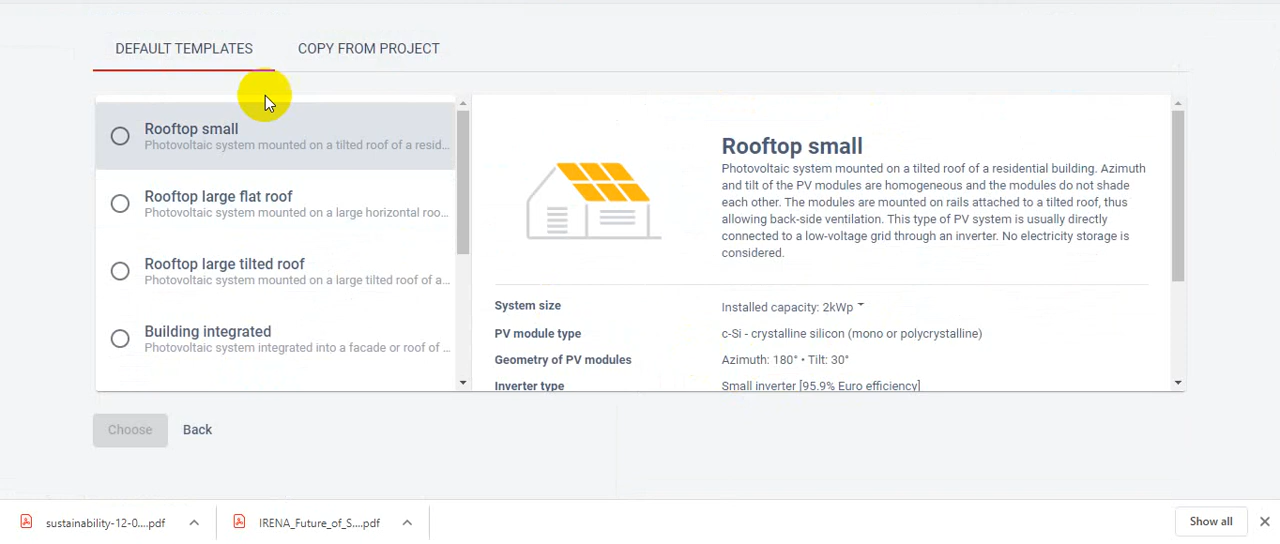 DEFAULT TEMPLATES
COPY FROM PROJECT
Rooftop small
Photovoltaic system mounted on a tilted roof of a resid...
Rooftop large flat roof
Photovoltaic system mounted on a large horizontal roo...
Rooftop large tilted roof
Photovoltaic system mounted on a large tilted roof of a...
Building integrated
Photovoltaic system integrated into a facade or roof of ...
Rooftop small
Photovoltaic system mounted on a tilted roof of a residential building. Azimuth
and tilt of the PV modules are homogeneous and the modules do not shade
each other. The modules are mounted on rails attached to a tilted roof, thus
allowing back-side ventilation. This type of PV system is usually directly
connected to a low-voltage grid through an inverter. No electricity storage is
considered.
System size Installed capacity: 2kWp
PV module type c-Si - crystalline silicon (mono or polycrystalline)
Geometry of PV modules Azimuth: 180° • Tilt: 30°
Inverter type Small inverter [95.9% Euro efficiency]
Choose
Back
sustainability-12-0....pdf
IRENA_Future_of_S....pdf
Show all